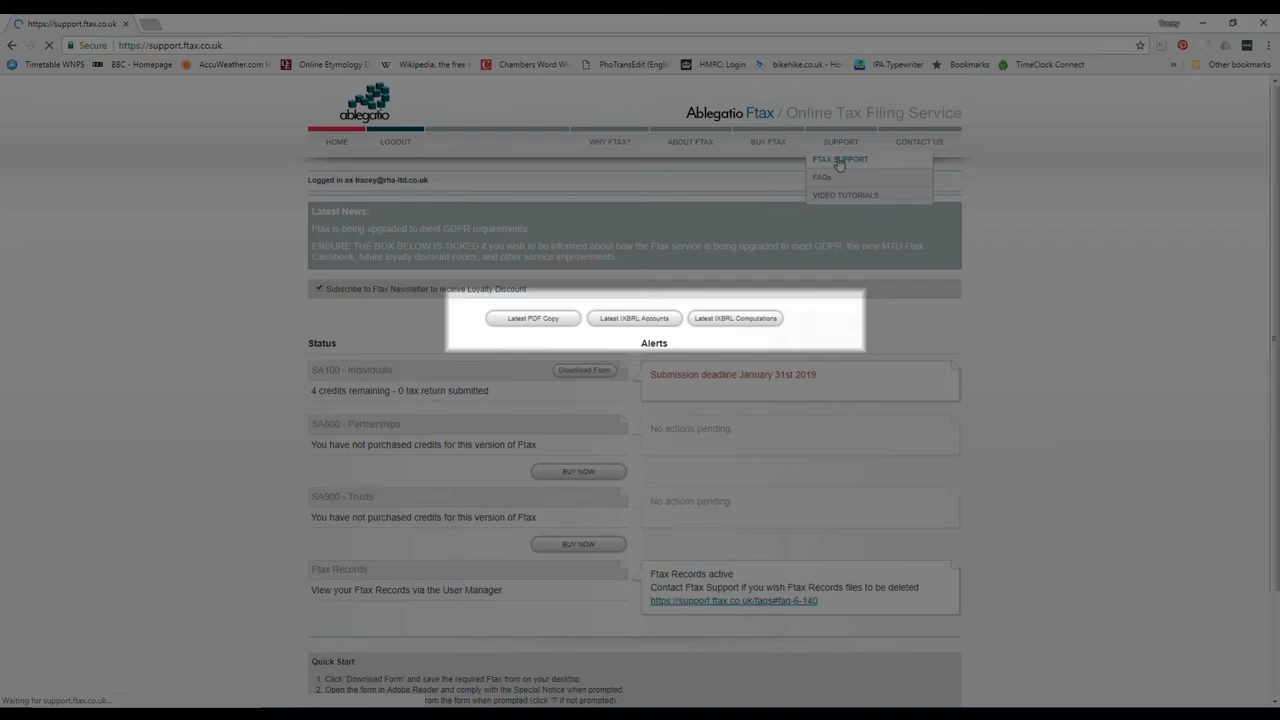 https://support.ftax.co.uk
Tracey
Secure
https://support.ftax.co.uk
Timetable WNPS
BBC - Homepage
AccuWeather.com H
Online Etymology D
Wikipedia, the free e
Chambers Word Wi
PhoTransEdit (Englis
HMRC: Login
bikehike.co.uk - Hom
IPA Typewriter
Bookmarks
TimeClock Connect
»
Other bookmarks
ablegatio
Ablegatio Ftax / Online Tax Filing Service
HOME
LOGOUT
WHY FTAX?
ABOUT FTAX
BUY FTAX
SUPPORT
CONTACT US
FTAX SUPPORT
FAQs
VIDEO TUTORIALS
Logged in as tracey@rha-ltd.co.uk
Latest News:
Ftax is being upgraded to meet GDPR requirements
ENSURE THE BOX BELOW IS TICKED if you wish to be informed about how the Ftax service is being upgraded to meet GDPR, the new MTD Ftax
Cashbook, future loyalty discount codes, and other service improvements
Subscribe to Ftax Newsletter to receive Loyalty Discount
Latest PDF Copy
Latest IXBRL Accounts
Latest IXBRL Computations
Status
Alerts
SA100 - Individuals
Download Form
4 credits remaining - 0 tax return submitted
Submission deadline January 31st 2019
SA800 - Partnerships
You have not purchased credits for this version of Ftax
No actions pending.
BUY NOW
SA900 - Trusts
You have not purchased credits for this version of Ftax
No actions pending
BUY NOW
Ftax Records
View your Ftax Records via the User Manager.
Ftax Records active
Contact Ftax Support if you wish Ftax Records files to be deleted
https://support.ftax.co.uk/faqs#faq-6-140
Quick Start:
1. Click 'Download Form' and save the required Ftax from on your desktop.
2. Open the form in Adobe Reader and comply with the Special Notice when prompted.
rom the form when prompted (click '?' if not prompted).
Waiting for support.ftax.co.uk...